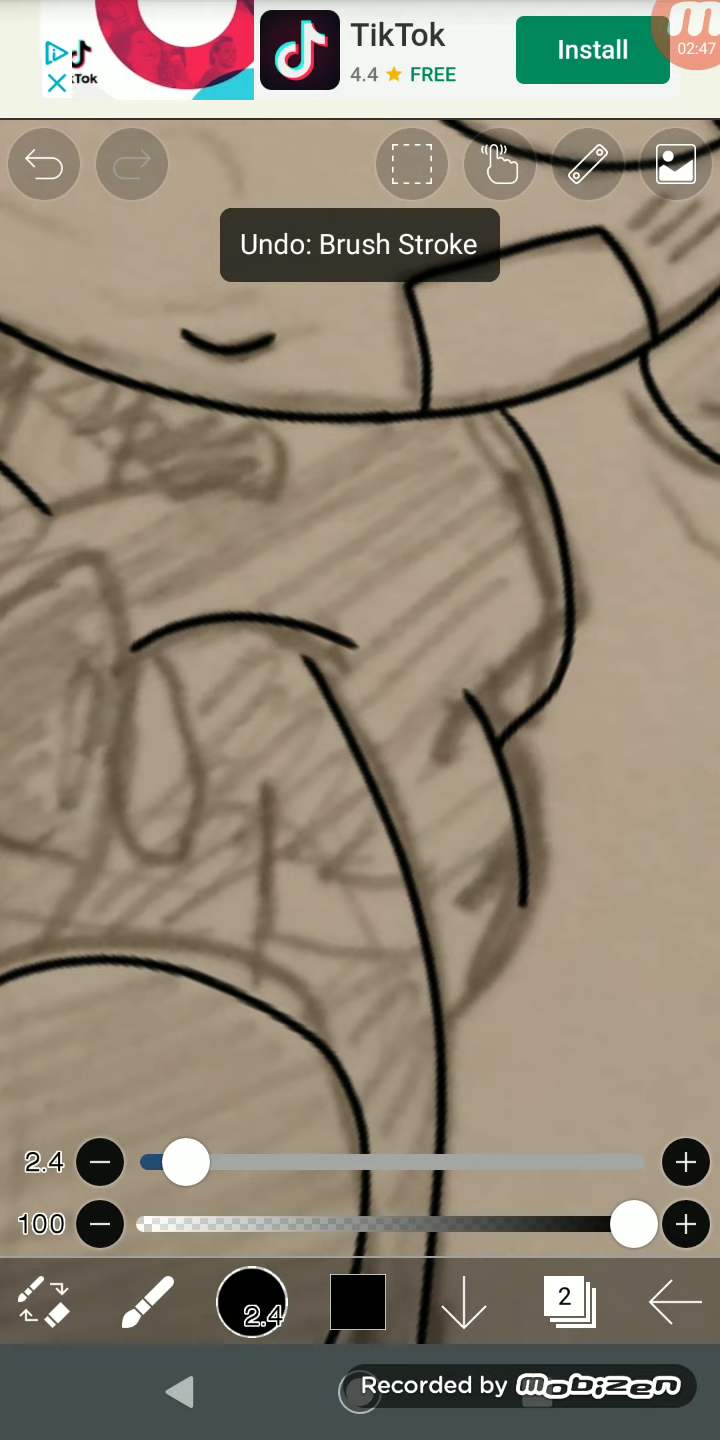 TikTok
kTok
4.4 ★ FREE
Install
02:47
Undo: Brush Stroke
2.4
100
2.4
2
Recorded by mobizen